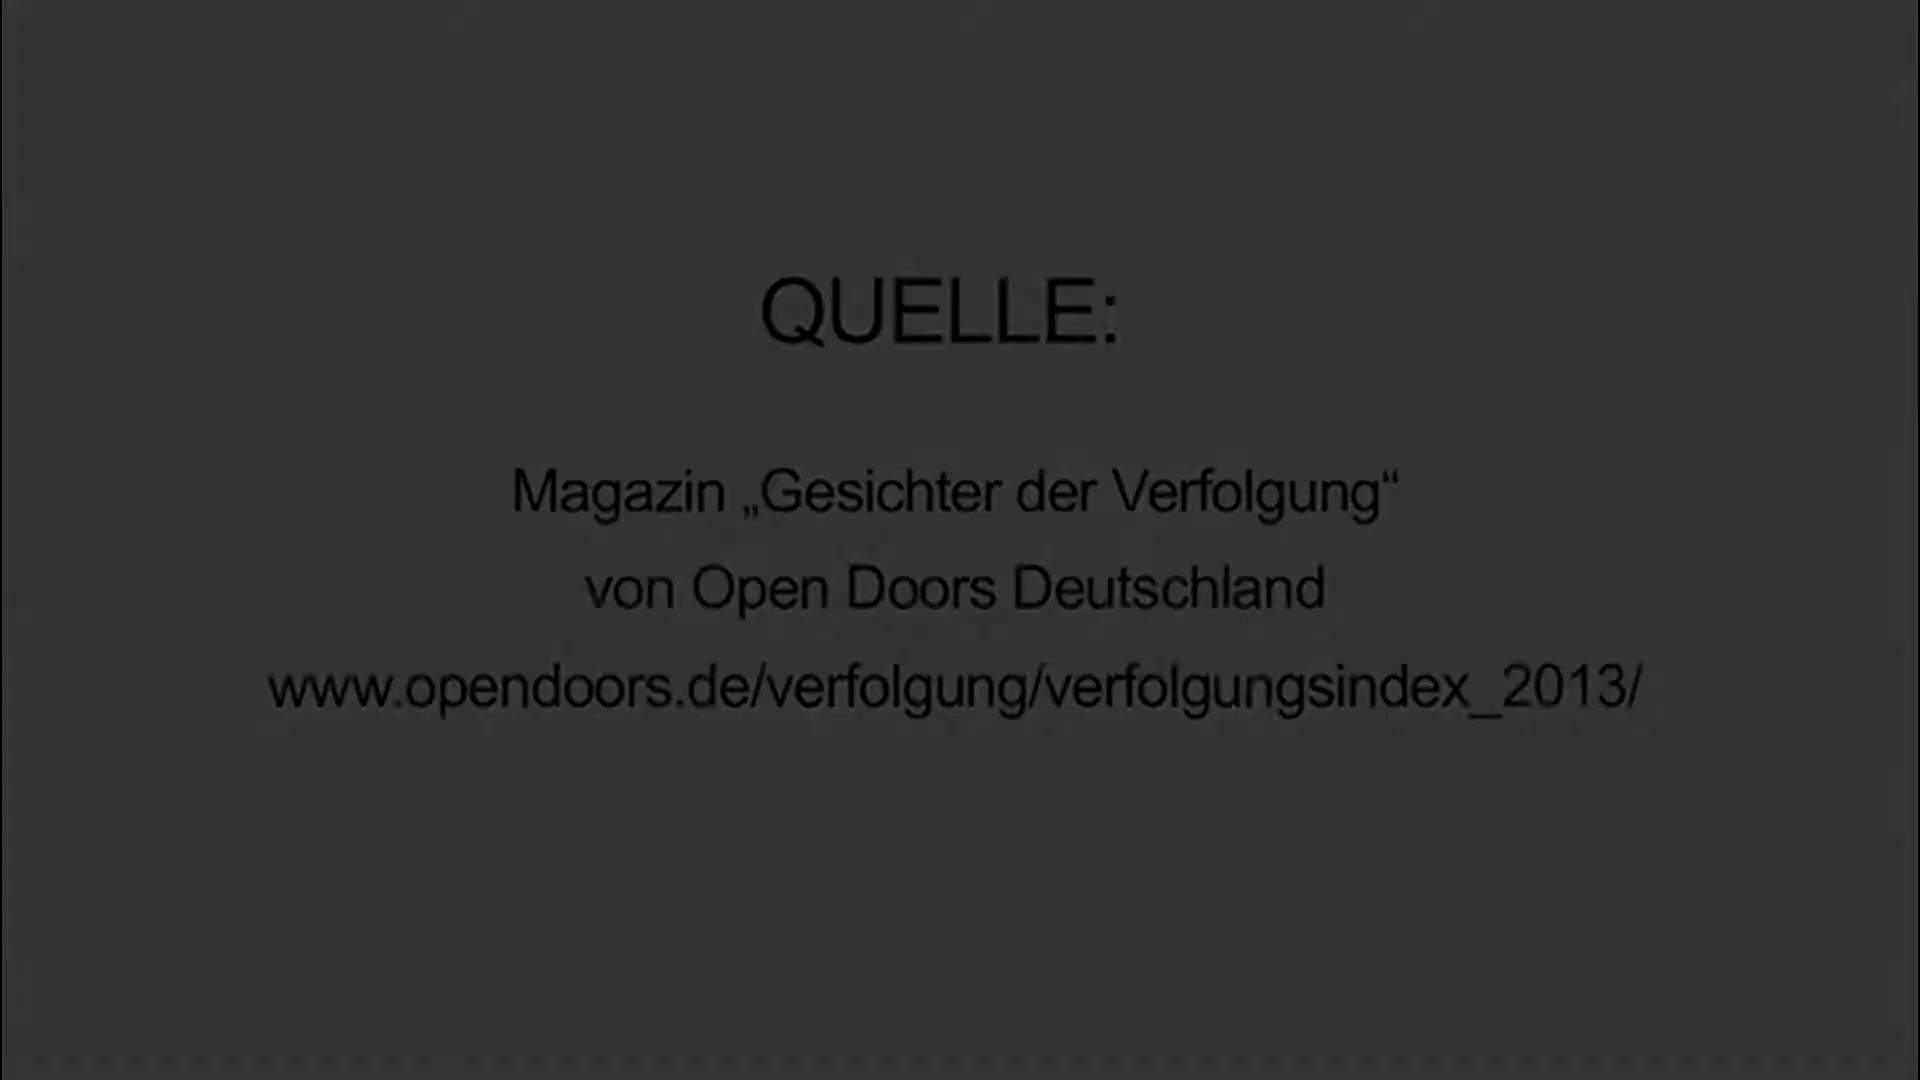 QUELLE:
Magazin „Gesichter der Verfolgung“
von Open Doors Deutschland
www.opendoors.de/verfolgung/verfolgungsindex_2013/